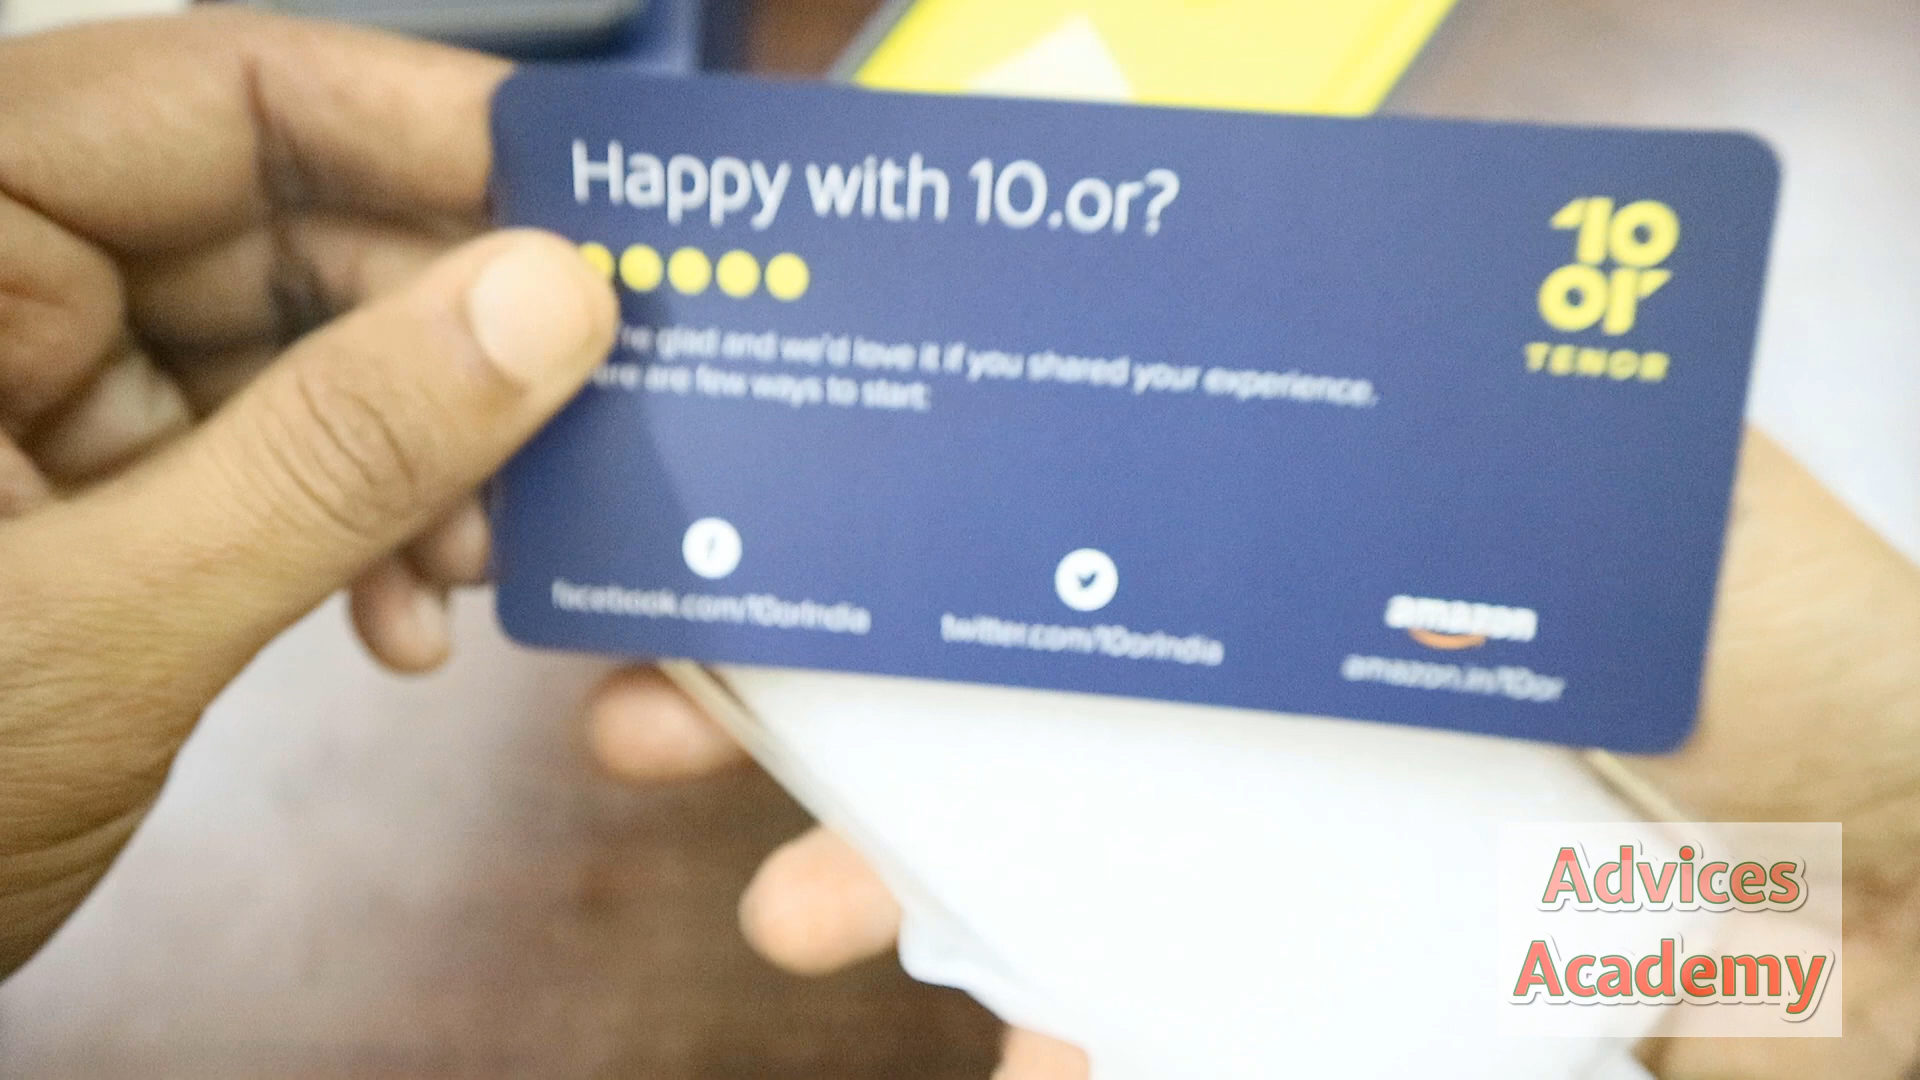 Happy with 10.or?
10
or
TENOR
glad and we'd love it if you shared your experience.
are few ways to start:
facebook.com/10orIndia
twitter.com/10orIndia
amazon
amazon.in/10or
Advices
Academy